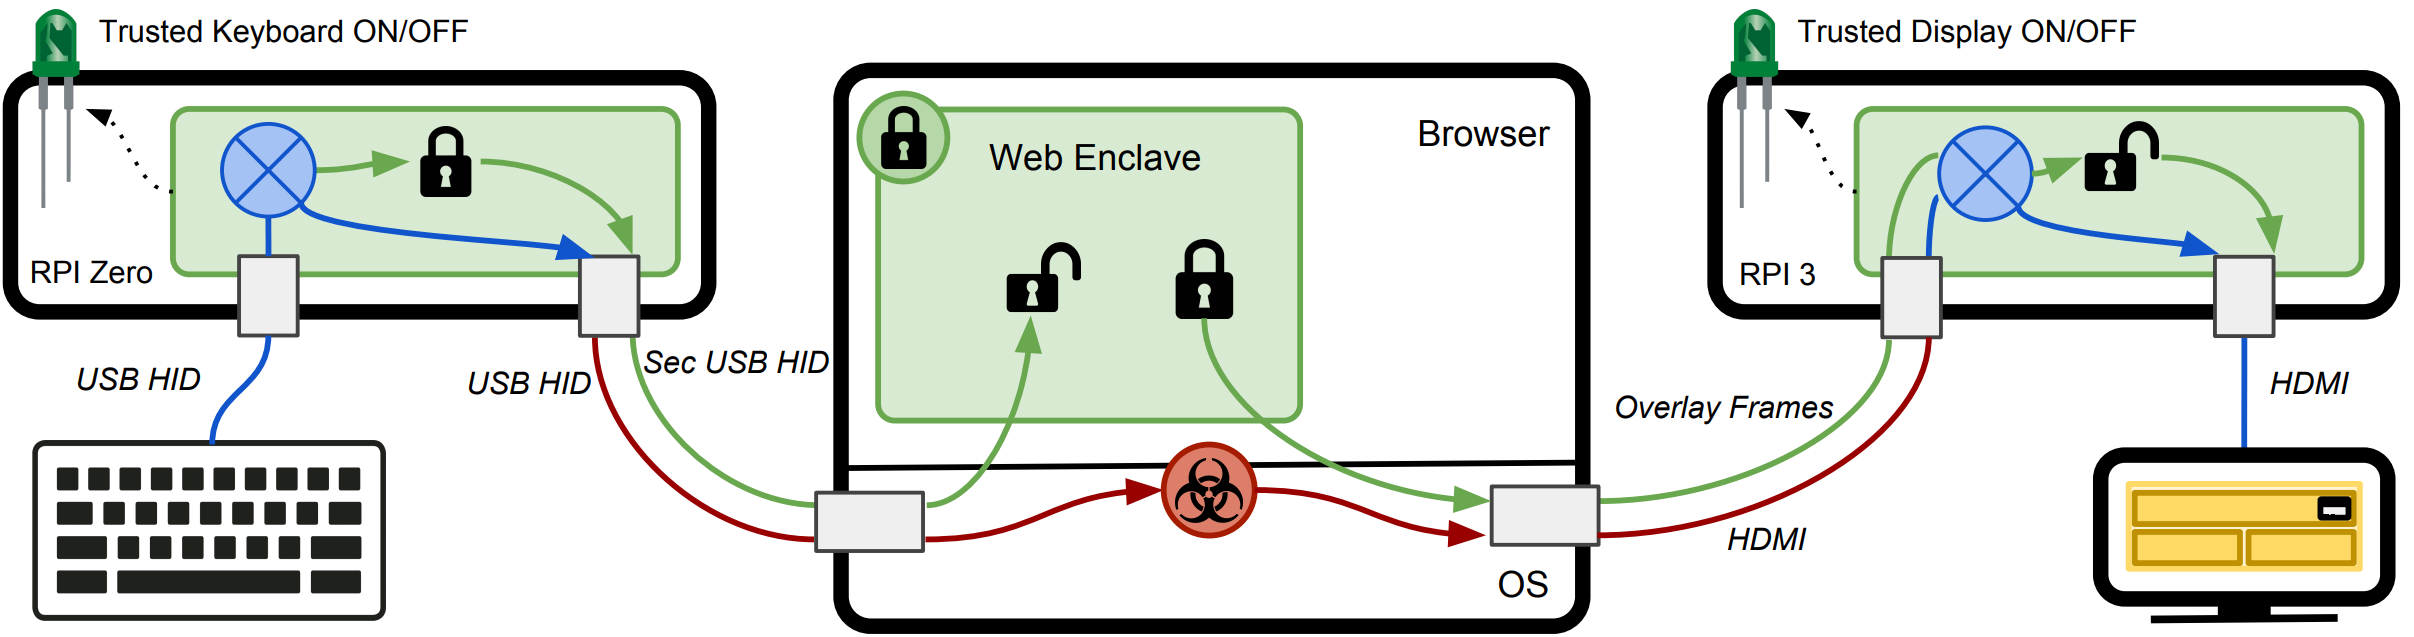 Trusted Keyboard ON/OFF
RPI Zero
USB HID
USB HID
Sec USB HID
Web Enclave
Browser
OS
Trusted Display ON/OFF
RPI 3
Overlay Frames
HDMI
HDMI